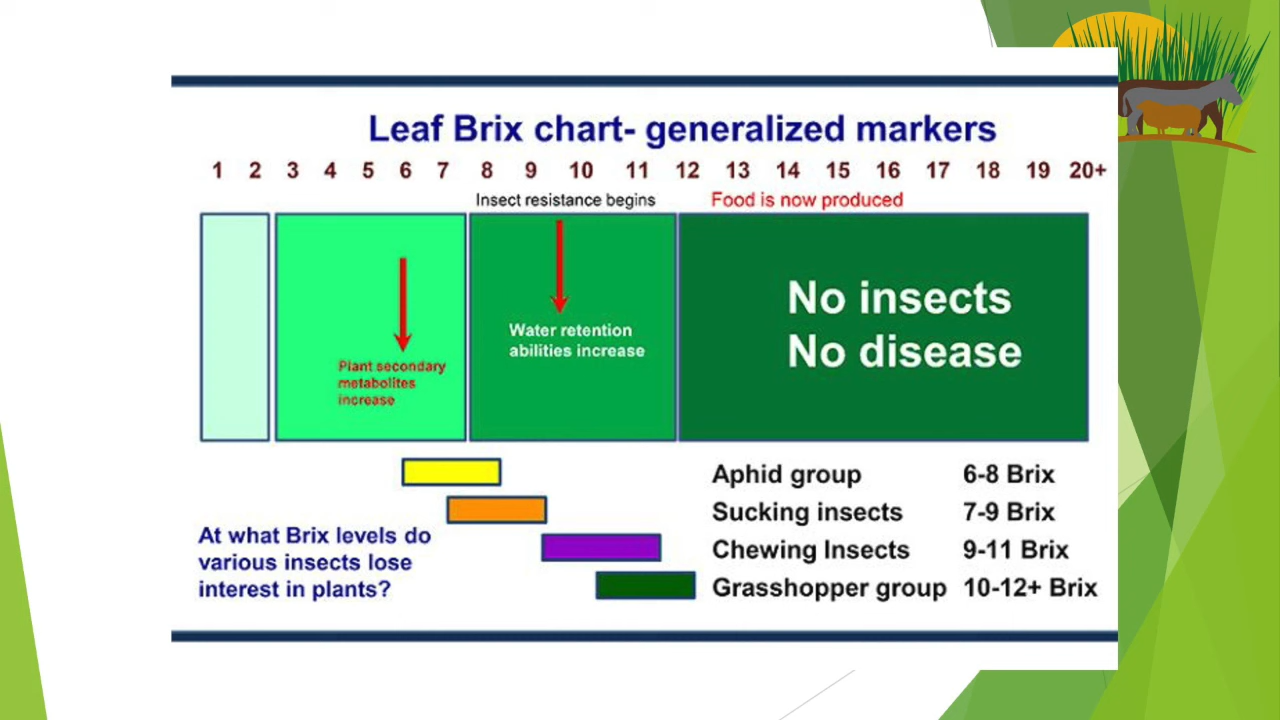 Leaf Brix chart- generalized markers
1 2 3 4 5 6 7 8 9 10 11 12 13 14 15 16 17 18 19 20+
Insect resistance begins
Food is now produced
Plant secondary
metabolites
increase
Water retention
abilities increase
No insects
No disease
At what Brix levels do
various insects lose
interest in plants?
Aphid group 6-8 Brix
Sucking insects 7-9 Brix
Chewing Insects 9-11 Brix
Grasshopper group 10-12+ Brix